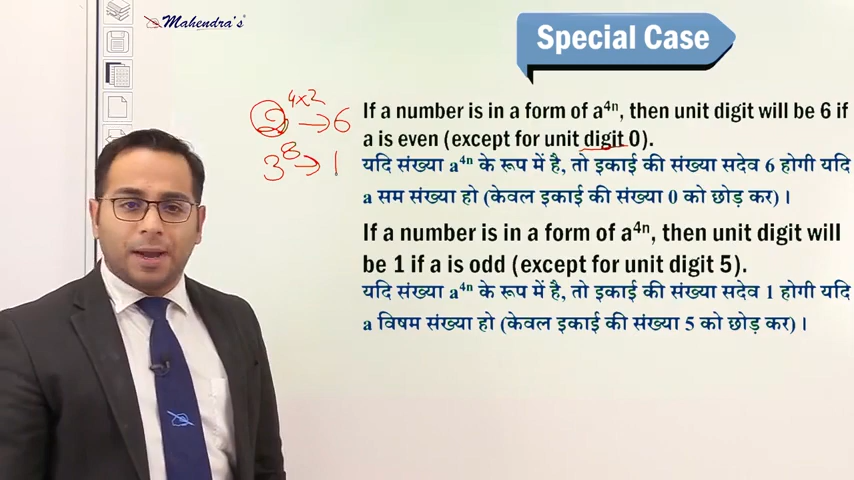 Mahendra's
Special Case
2^4x2 → 6
3^8 → 1
If a number is in a form of a^4n, then unit digit will be 6 if
a is even (except for unit digit 0).
यदि संख्या a^4n के रूप में है, तो इकाई की संख्या सदेव 6 होगी यदि
a सम संख्या हो (केवल इकाई की संख्या 0 को छोड़ कर) ।
If a number is in a form of a^4n, then unit digit will
be 1 if a is odd (except for unit digit 5).
यदि संख्या a^4n के रूप में है, तो इकाई की संख्या सदेव 1 होगी यदि
a विषम संख्या हो (केवल इकाई की संख्या 5 को छोड़ कर) ।